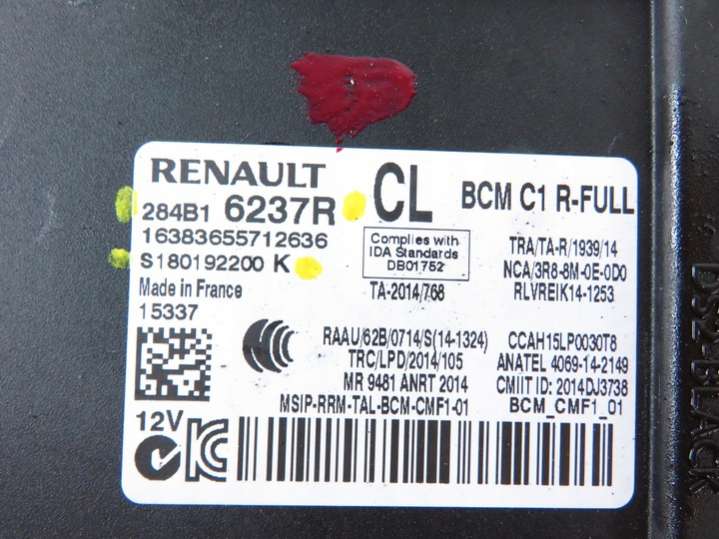 RENAULT CL BCM C1 R-FULL
284B1 6237R
16383655712636
S180192200 K
Made in France
15337
Complies with
IDA Standards
DB01752
TA-2014/768
TRA/TA-R/1939/14
NCA/3R8-8M-0E-0D0
RLVREIK14-1253
RAAU/62B/0714/S(14-1324)
TRC/LPD/2014/105
MR 9481 ANRT 2014
MSIP-RRM-TAL-BCM-CMF1-01
CCAH15LP0030T8
ANATEL 4069-14-2149
CMIIT ID: 2014DJ3738
BCM_CMF1_01
12V
DS2-BLACK